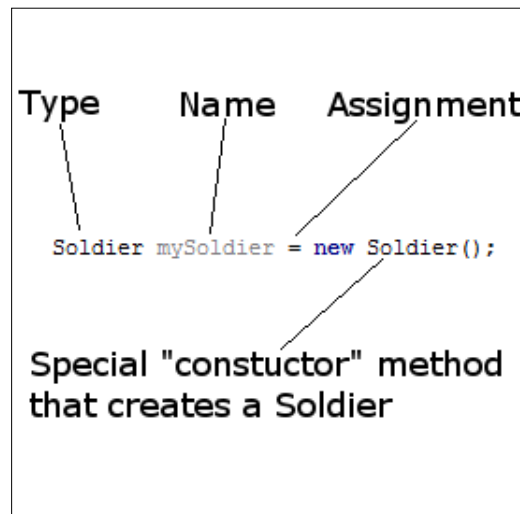 Type Name Assignment
Soldier mySoldier = new Soldier();
Special "constuctor" method
that creates a Soldier